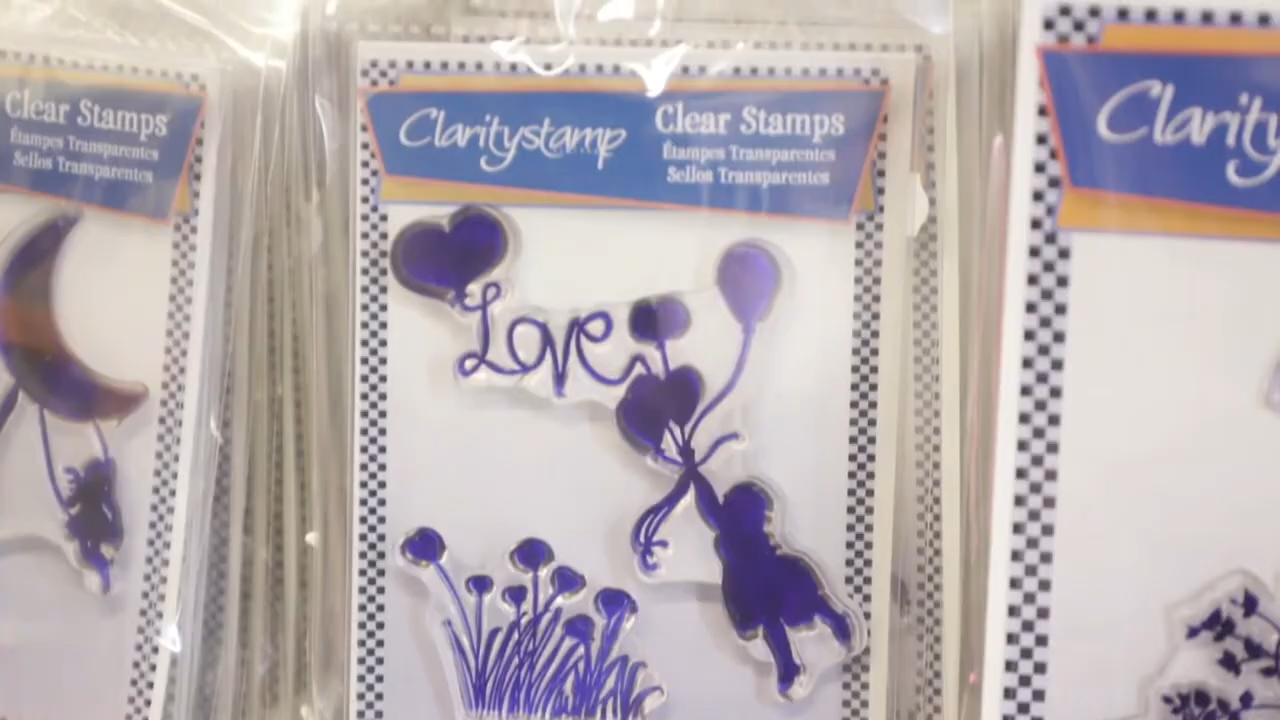 Clear Stamps
Étampes Transparentes
Sellos Transparentes
Claritystamp
Clear Stamps
Étampes Transparentes
Sellos Transparentes
Love
Clarity